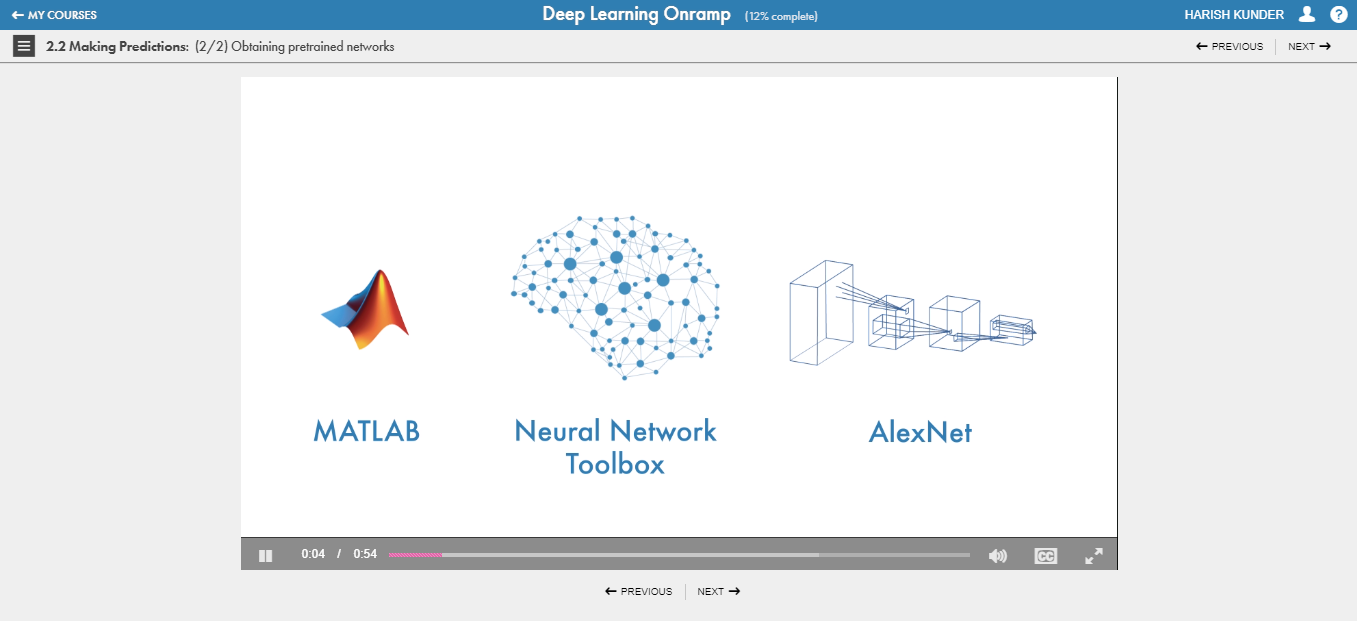 MY COURSES
Deep Learning Onramp (12% complete)
HARISH KUNDER
?
2.2 Making Predictions: (2/2) Obtaining pretrained networks
PREVIOUS
NEXT
MATLAB
Neural Network
Toolbox
AlexNet
0:04 / 0:54
CC
PREVIOUS
NEXT